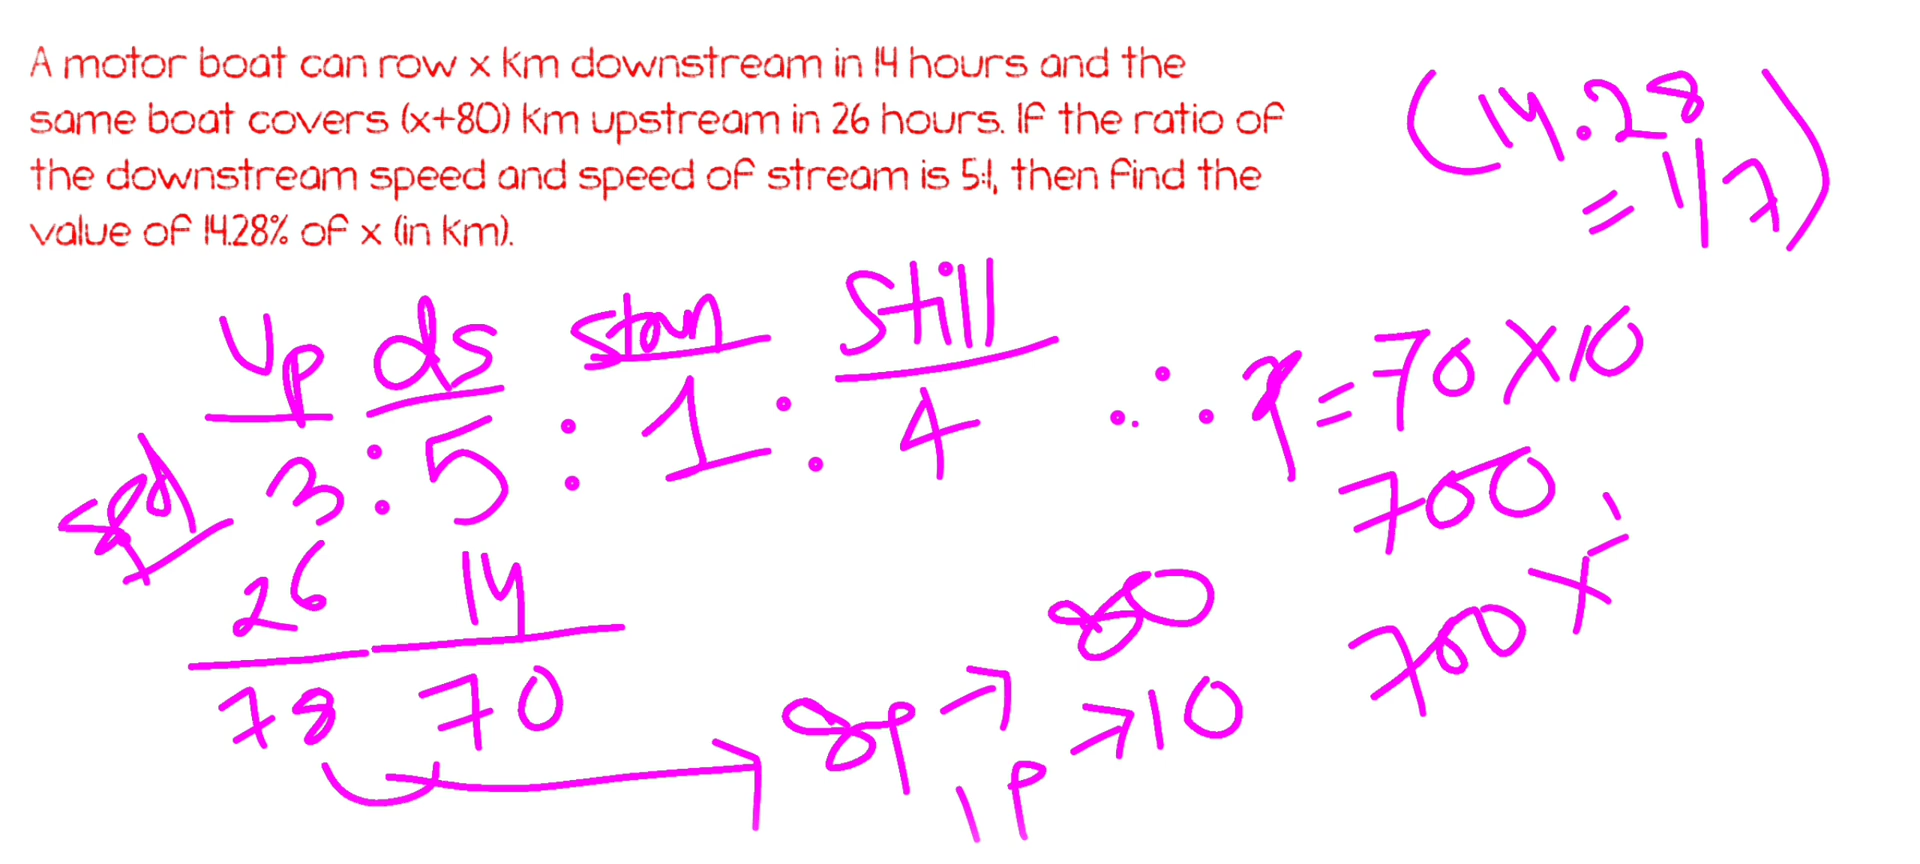 A motor boat can row x km downstream in 14 hours and the
same boat covers (x+80) km upstream in 26 hours. If the ratio of
the downstream speed and speed of stream is 5:1, then find the
value of 14.28% of x (in km).
(14.28
= 1/7)
Up ds Still
3 : 5 : 1 : 4
26 14
78 70
8p → 80
1p → 10
∴ x = 70 X 10
700
700 X